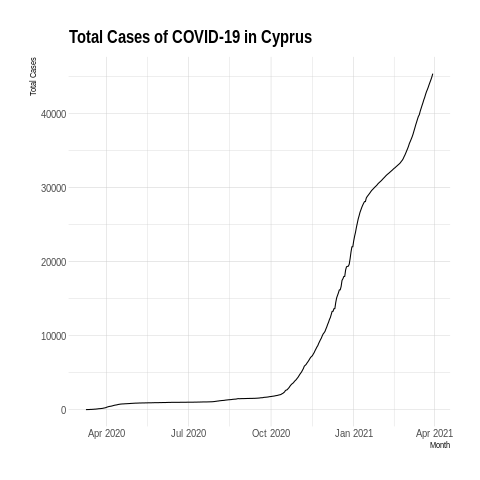 Total Cases of COVID-19 in Cyprus
Total Cases
40000
30000
20000
10000
0
Apr 2020
Jul 2020
Oct 2020
Jan 2021
Apr 2021
Month